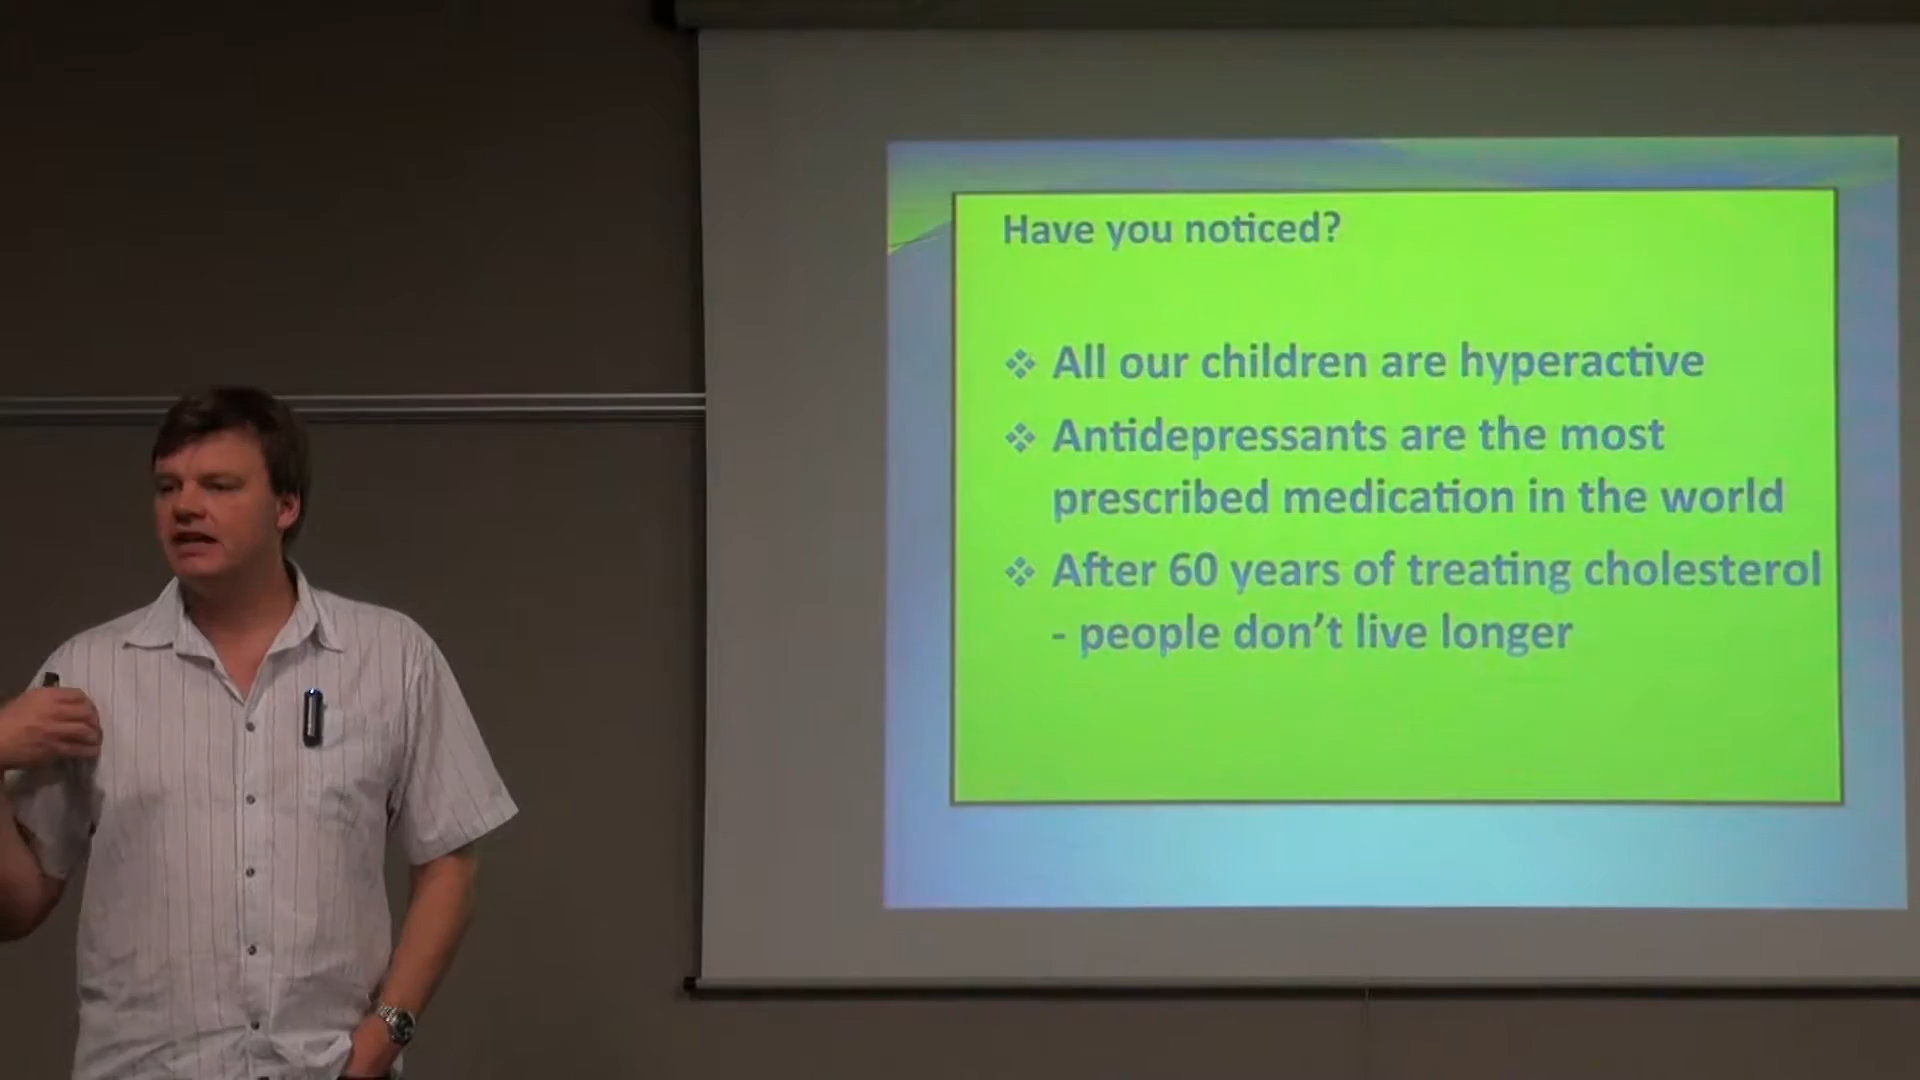 Have you noticed?
❖ All our children are hyperactive
❖ Antidepressants are the most
prescribed medication in the world
❖ After 60 years of treating cholesterol
- people don't live longer